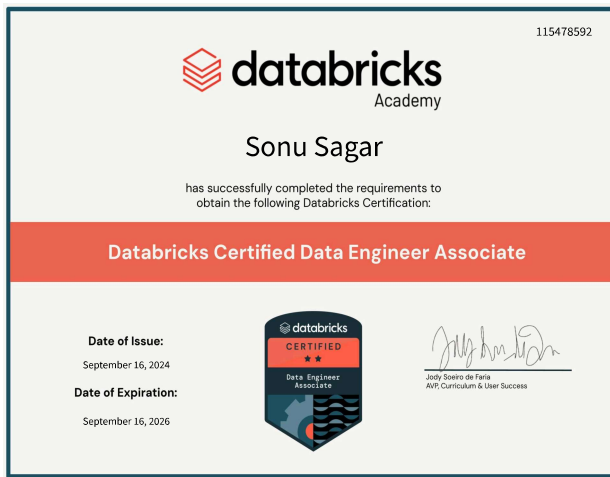 115478592
databricks
Academy
Sonu Sagar
has successfully completed the requirements to
obtain the following Databricks Certification:
Databricks Certified Data Engineer Associate
Date of Issue:
September 16, 2024
Date of Expiration:
September 16, 2026
databricks
CERTIFIED
Data Engineer
Associate
Jody Soeiro de Faria
AVP, Curriculum & User Success